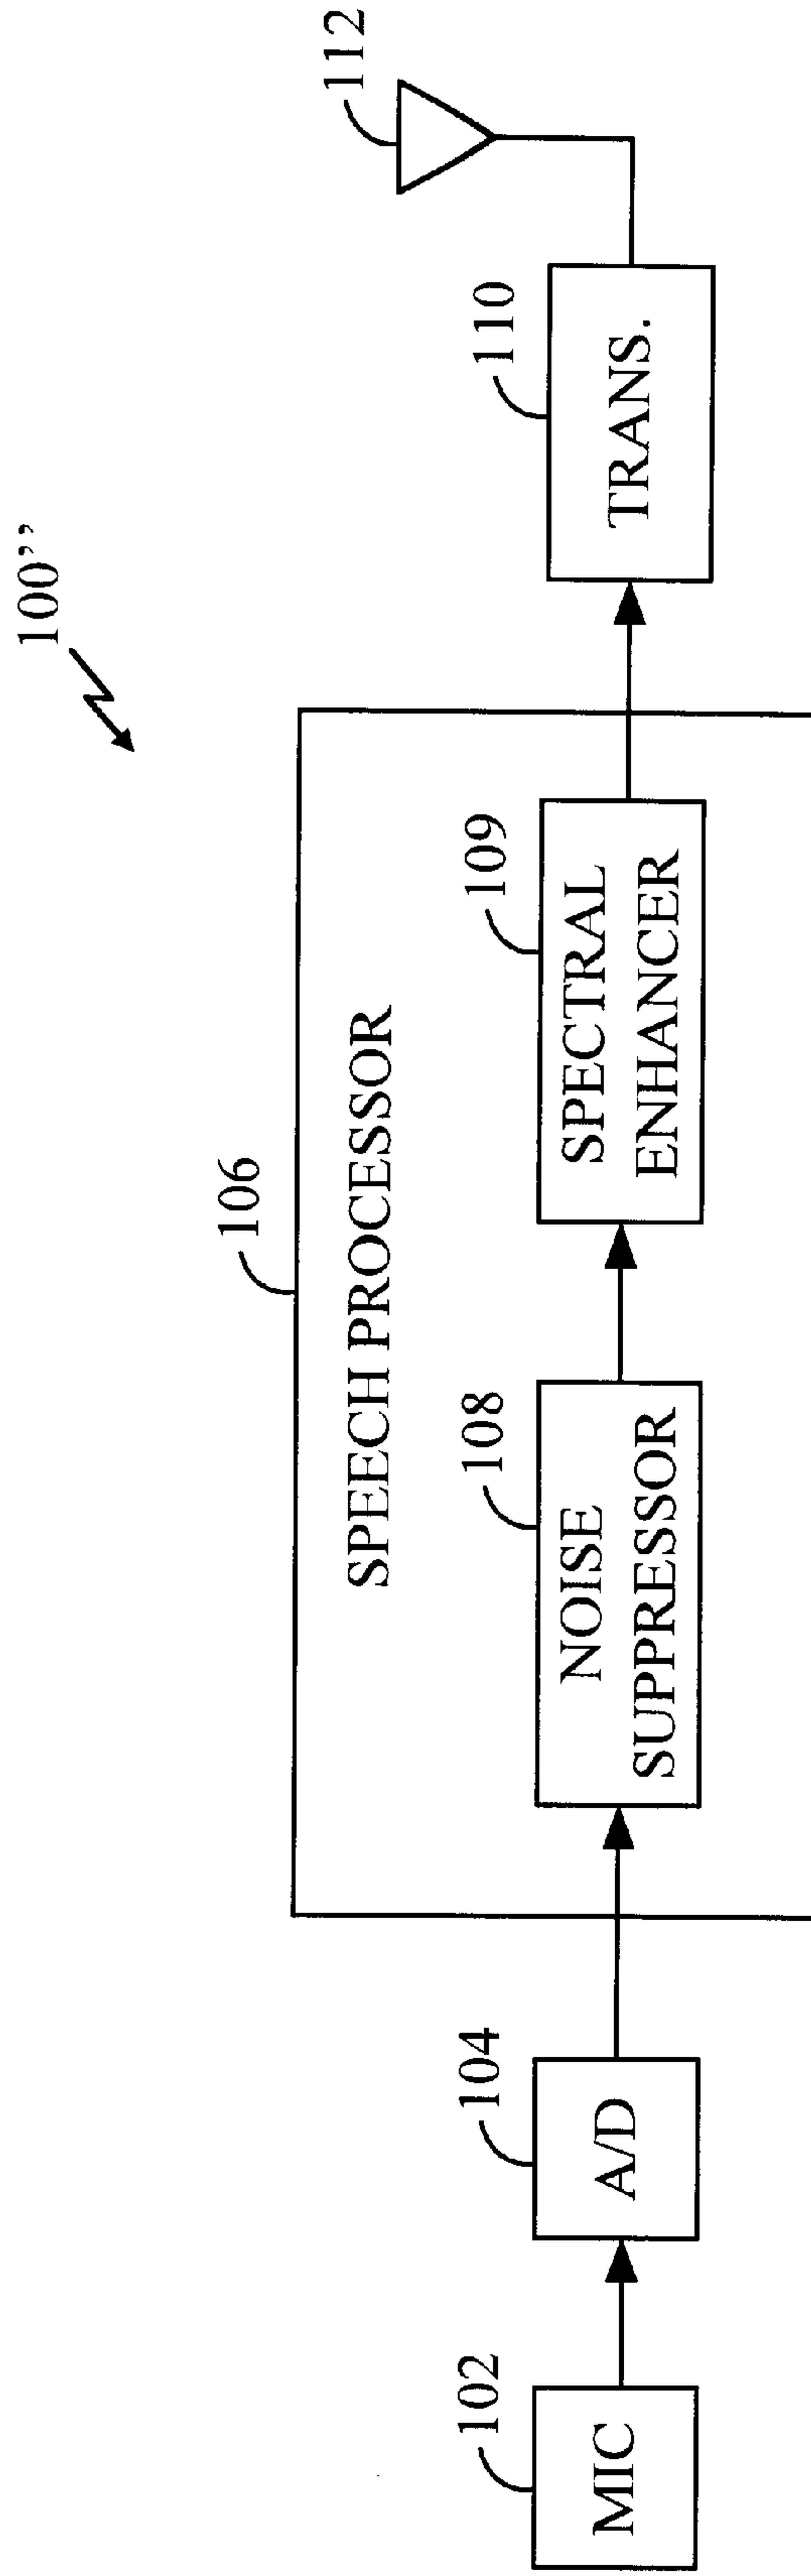 100’’
106
SPEECH PROCESSOR
102
MIC
104
A/D
108
NOISE
SUPPRESSOR
109
SPECTRAL
ENHANCER
110
TRANS.
112